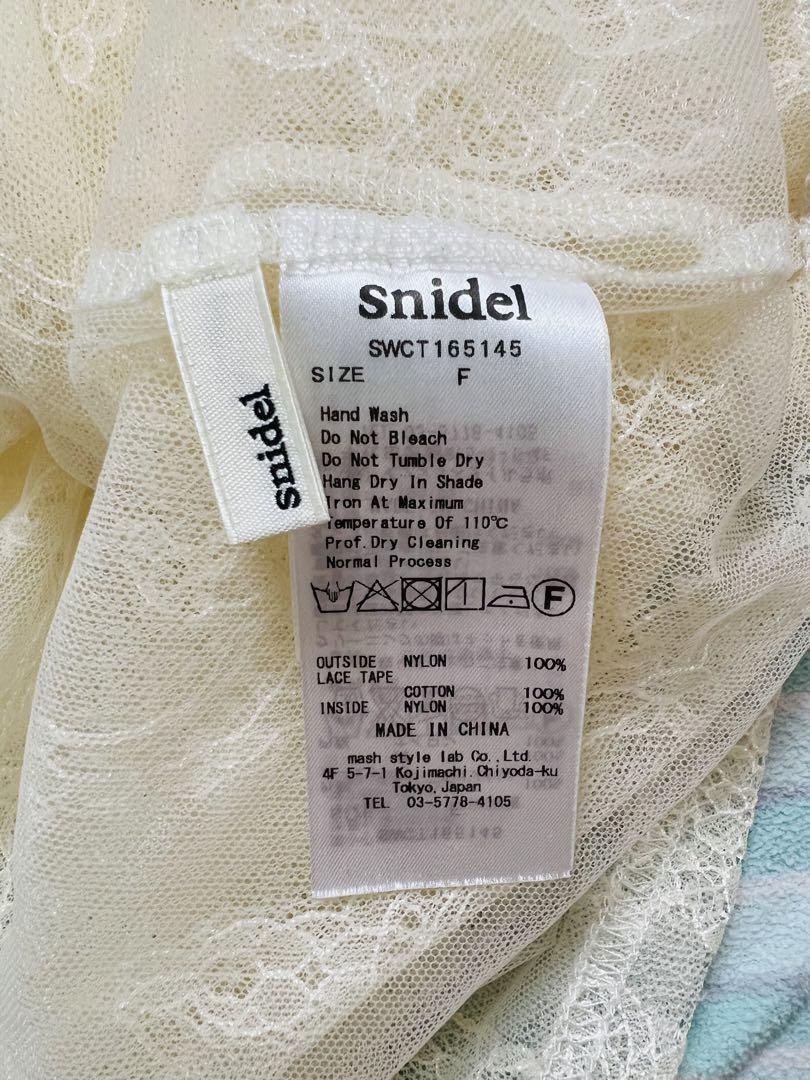 snidel
snidel
SWCT165145
SIZE F
Hand Wash
Do Not Bleach
Do Not Tumble Dry
Hang Dry In Shade
Iron At Maximum
Temperature Of 110℃
Prof.Dry Cleaning
Normal Process
F
OUTSIDE NYLON 100%
LACE TAPE
COTTON 100%
INSIDE NYLON 100%
MADE IN CHINA
mash style lab Co.,Ltd.
4F 5-7-1 Kojimachi.Chiyoda-ku
Tokyo,Japan
TEL 03-5778-4105